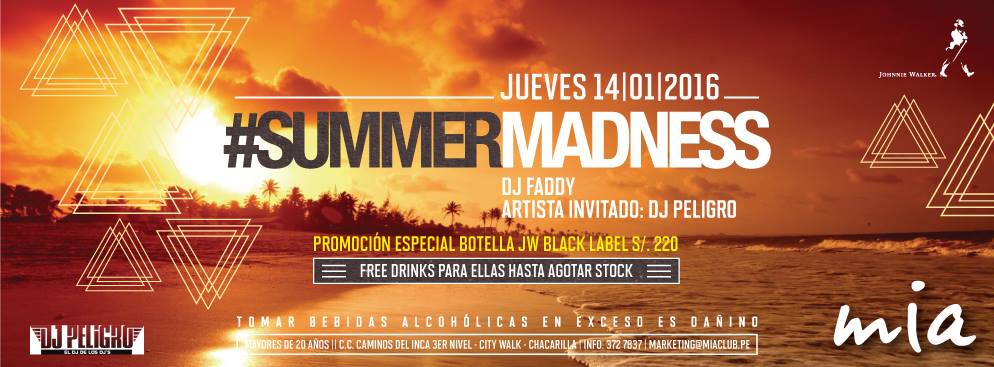 JOHNNIE WALKER.
JUEVES 14|01|2016
#SUMMERMADNESS
DJ FADDY
ARTISTA INVITADO: DJ PELIGRO
PROMOCIÓN ESPECIAL BOTELLA JW BLACK LABEL S/. 220
FREE DRINKS PARA ELLAS HASTA AGOTAR STOCK
TOMAR BEBIDAS ALCOHÓLICAS EN EXCESO ES DAÑINO
MAYORES DE 20 AÑOS || C.C. CAMINOS DEL INCA 3ER NIVEL - CITY WALK - CHACARILLA | INFO: 372 7837 | MARKETING@MIACLUB.PE
DJ PELIGRO
EL DJ DE LOS DJ'S
mia